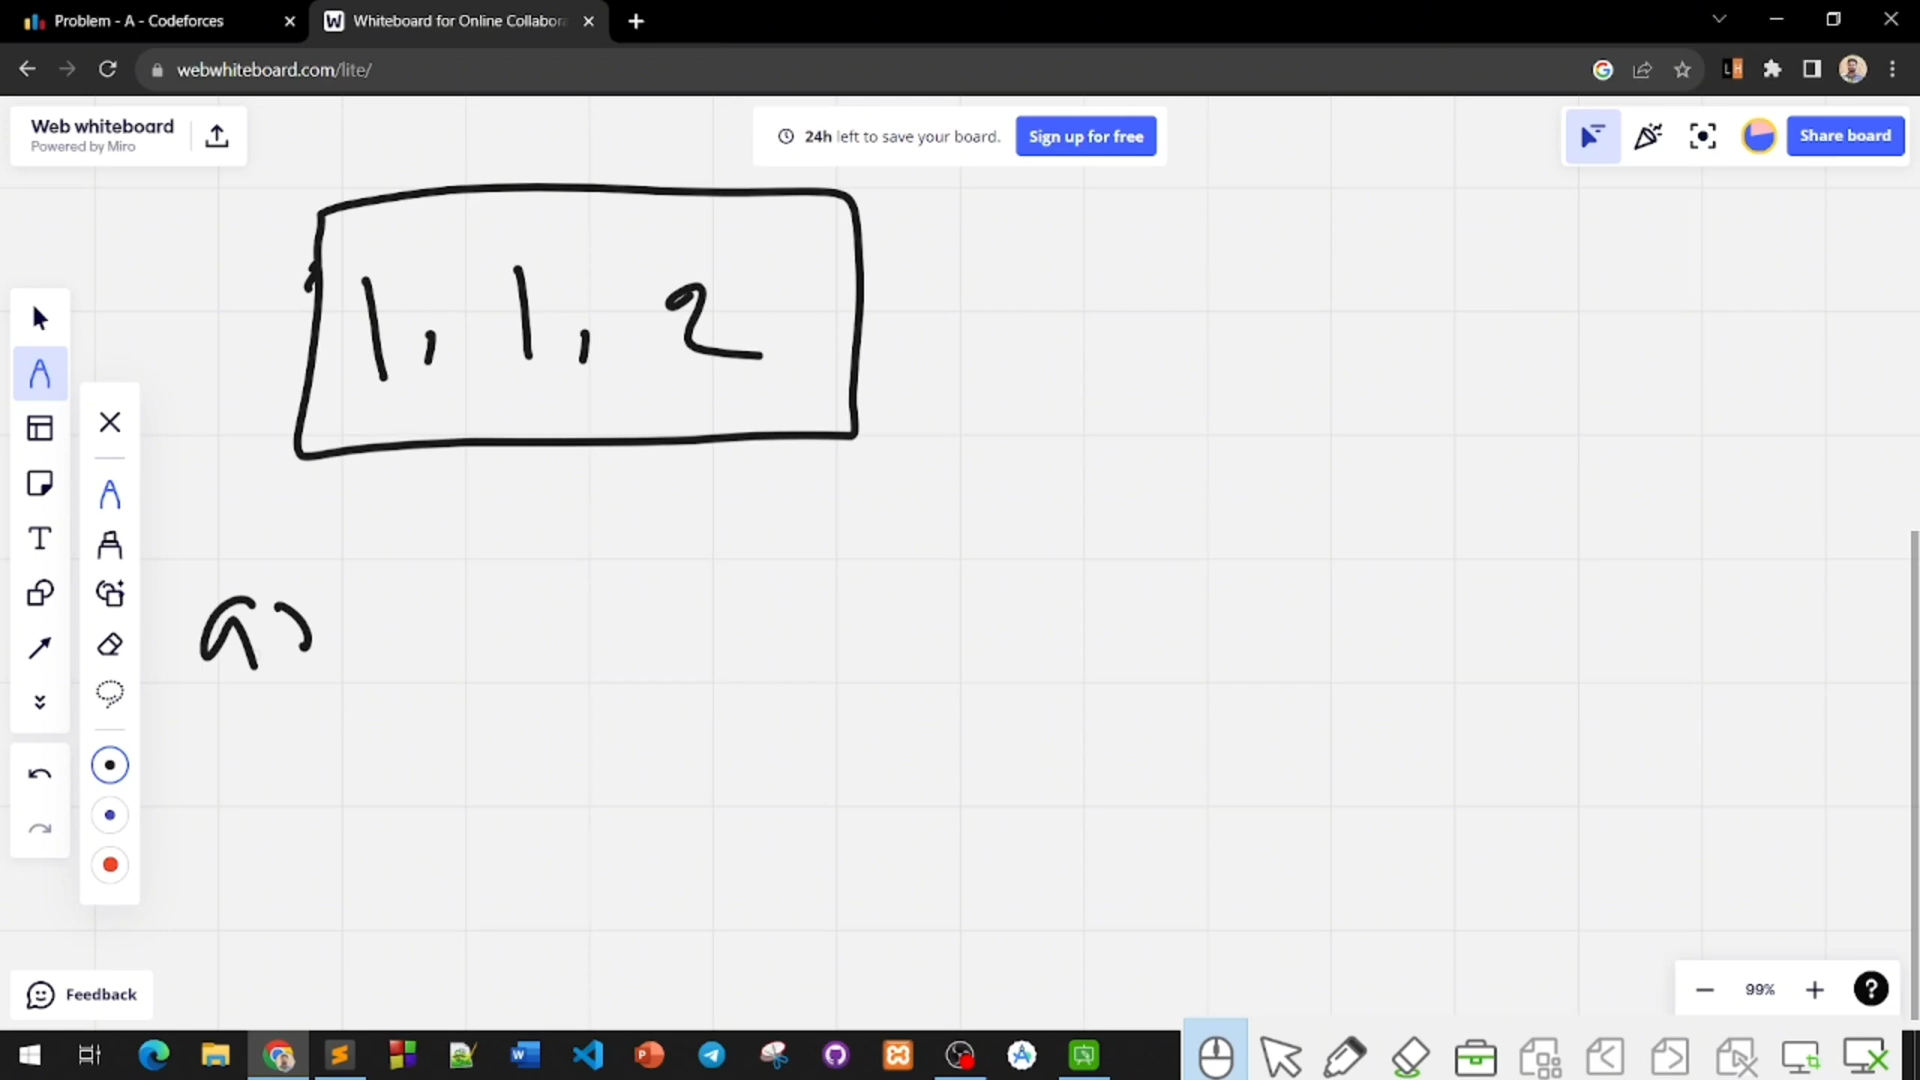 Problem - A - Codeforces
Whiteboard for Online Collabor
webwhiteboard.com/lite/
Web whiteboard
Powered by Miro
24h left to save your board.
Sign up for free
Share board
1, 1, 2
T
Feedback
99%